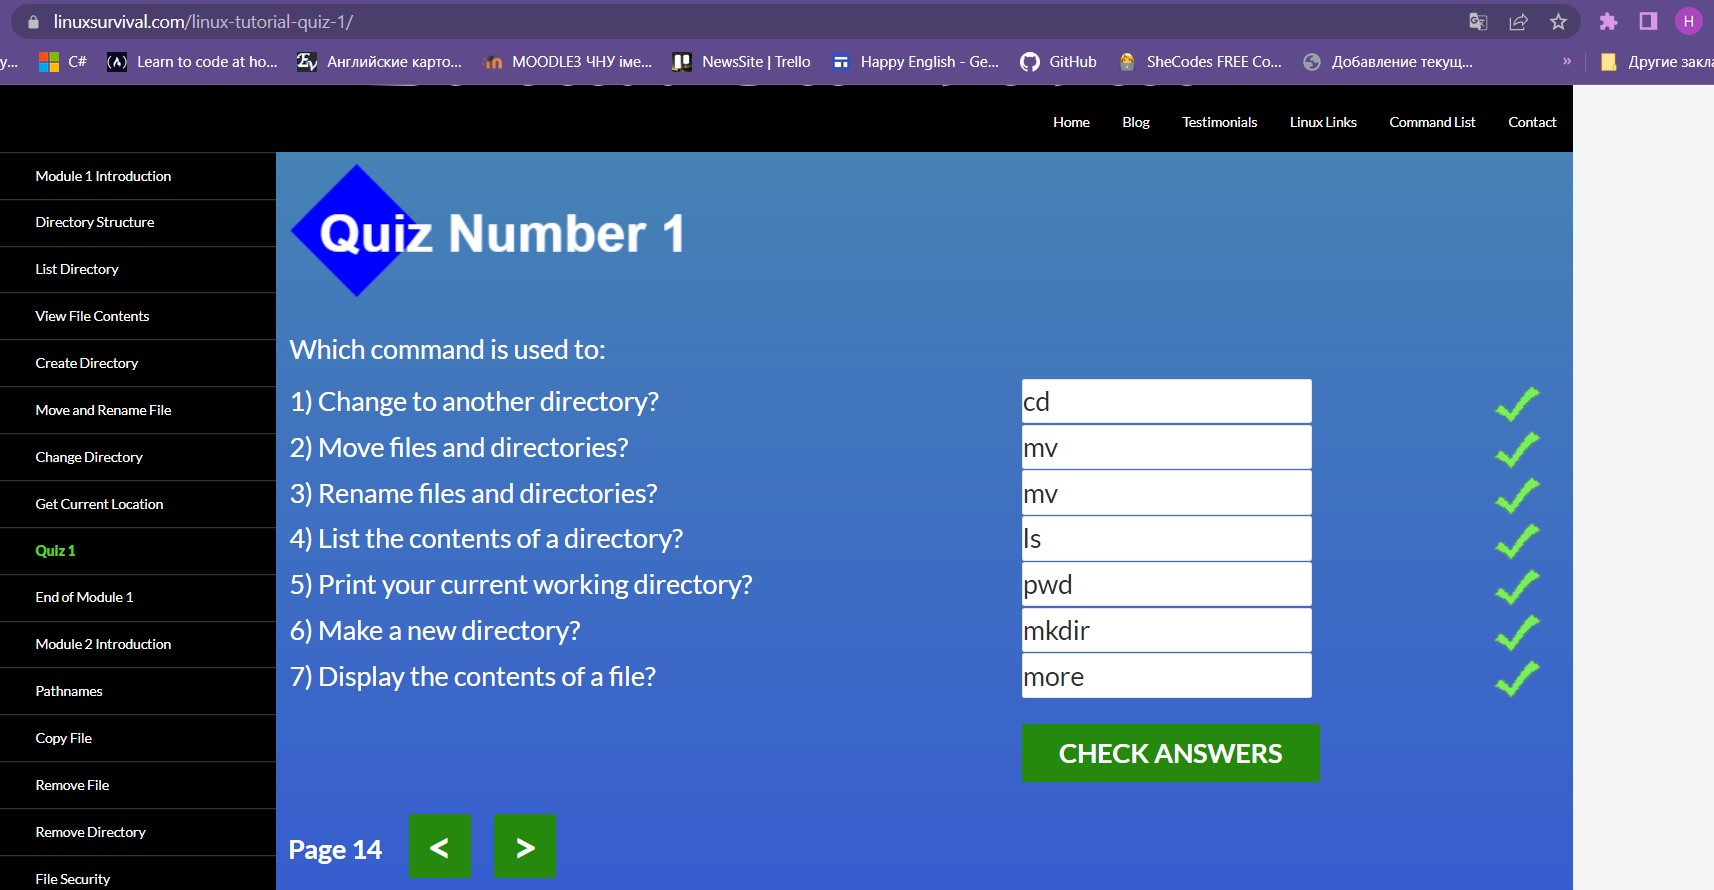 linuxsurvival.com/linux-tutorial-quiz-1/
H
y...
C#
Learn to code at ho...
Английские карто...
MOODLE3 ЧНУ іме...
NewsSite | Trello
Happy English - Ge...
GitHub
SheCodes FREE Co...
Добавление текущ...
»
Другие закла
Home
Blog
Testimonials
Linux Links
Command List
Contact
Module 1 Introduction
Directory Structure
List Directory
View File Contents
Create Directory
Move and Rename File
Change Directory
Get Current Location
Quiz 1
End of Module 1
Module 2 Introduction
Pathnames
Copy File
Remove File
Remove Directory
File Security
Quiz Number 1
Which command is used to:
1) Change to another directory? cd
2) Move files and directories? mv
3) Rename files and directories? mv
4) List the contents of a directory? ls
5) Print your current working directory? pwd
6) Make a new directory? mkdir
7) Display the contents of a file? more
CHECK ANSWERS
Page 14 < >